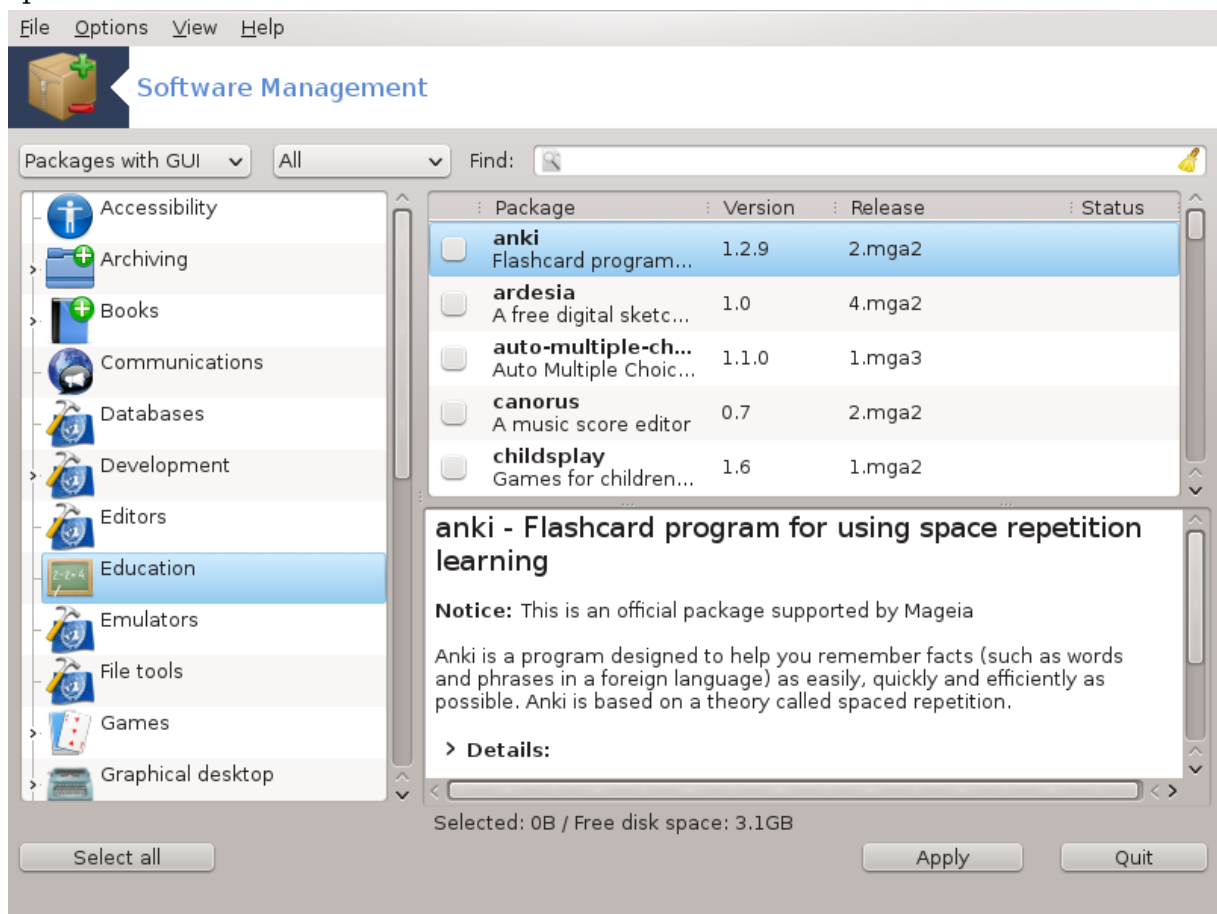 File Options View Help
Software Management
Packages with GUI All Find:
Accessibility
Archiving
Books
Communications
Databases
Development
Editors
Education
Emulators
File tools
Games
Graphical desktop
Package Version Release Status
anki 1.2.9 2.mga2
Flashcard program...
ardesia 1.0 4.mga2
A free digital sketc...
auto-multiple-ch... 1.1.0 1.mga3
Auto Multiple Choic...
canorus 0.7 2.mga2
A music score editor
childsplay 1.6 1.mga2
Games for children...
anki - Flashcard program for using space repetition
learning
Notice: This is an official package supported by Mageia
Anki is a program designed to help you remember facts (such as words
and phrases in a foreign language) as easily, quickly and efficiently as
possible. Anki is based on a theory called spaced repetition.
Details:
Selected: 0B / Free disk space: 3.1GB
Select all Apply Quit